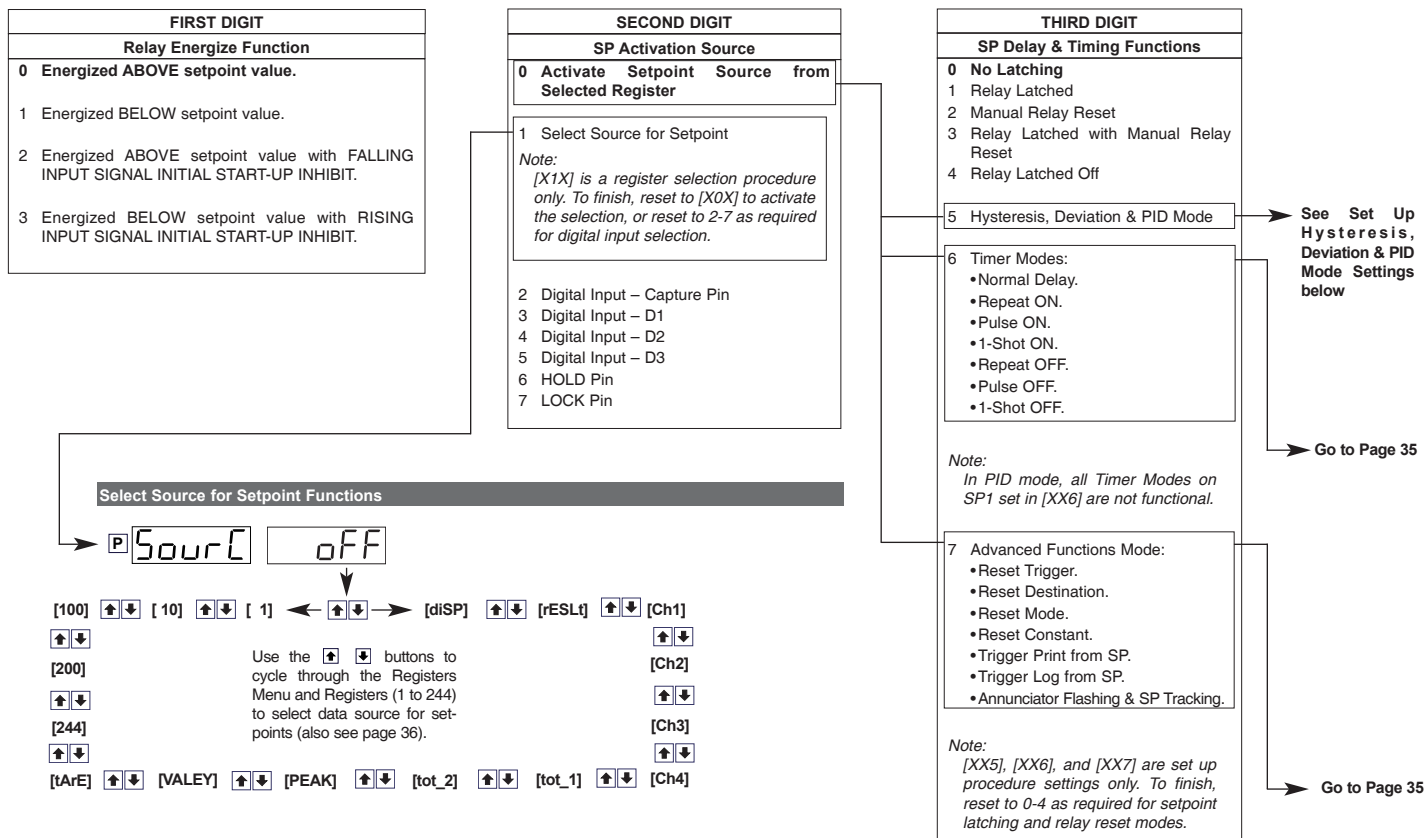 FIRST DIGIT
Relay Energize Function
0 Energized ABOVE setpoint value.
1 Energized BELOW setpoint value.
2 Energized ABOVE setpoint value with FALLING
INPUT SIGNAL INITIAL START-UP INHIBIT.
3 Energized BELOW setpoint value with RISING
INPUT SIGNAL INITIAL START-UP INHIBIT.
SECOND DIGIT
SP Activation Source
0 Activate Setpoint Source from
Selected Register
1 Select Source for Setpoint
Note:
[X1X] is a register selection procedure
only. To finish, reset to [X0X] to activate
the selection, or reset to 2-7 as required
for digital input selection.
2 Digital Input – Capture Pin
3 Digital Input – D1
4 Digital Input – D2
5 Digital Input – D3
6 HOLD Pin
7 LOCK Pin
THIRD DIGIT
SP Delay & Timing Functions
0 No Latching
1 Relay Latched
2 Manual Relay Reset
3 Relay Latched with Manual Relay
Reset
4 Relay Latched Off
5 Hysteresis, Deviation & PID Mode
See Set Up
Hysteresis,
Deviation & PID
Mode Settings
below
6 Timer Modes:
•Normal Delay.
•Repeat ON.
•Pulse ON.
•1-Shot ON.
•Repeat OFF.
•Pulse OFF.
•1-Shot OFF.
Go to Page 35
Note:
In PID mode, all Timer Modes on
SP1 set in [XX6] are not functional.
7 Advanced Functions Mode:
•Reset Trigger.
•Reset Destination.
•Reset Mode.
•Reset Constant.
•Trigger Print from SP.
•Trigger Log from SP.
•Annunciator Flashing & SP Tracking.
Go to Page 35
Note:
[XX5], [XX6], and [XX7] are set up
procedure settings only. To finish,
reset to 0-4 as required for setpoint
latching and relay reset modes.
Select Source for Setpoint Functions
P SourC oFF
[100] [ 10] [ 1] [diSP] [rESLt] [Ch1]
[200] [Ch2]
[244] [Ch3]
[tArE] [VALEY] [PEAK] [tot_2] [tot_1] [Ch4]
Use the buttons to
cycle through the Registers
Menu and Registers (1 to 244)
to select data source for set-
points (also see page 36).